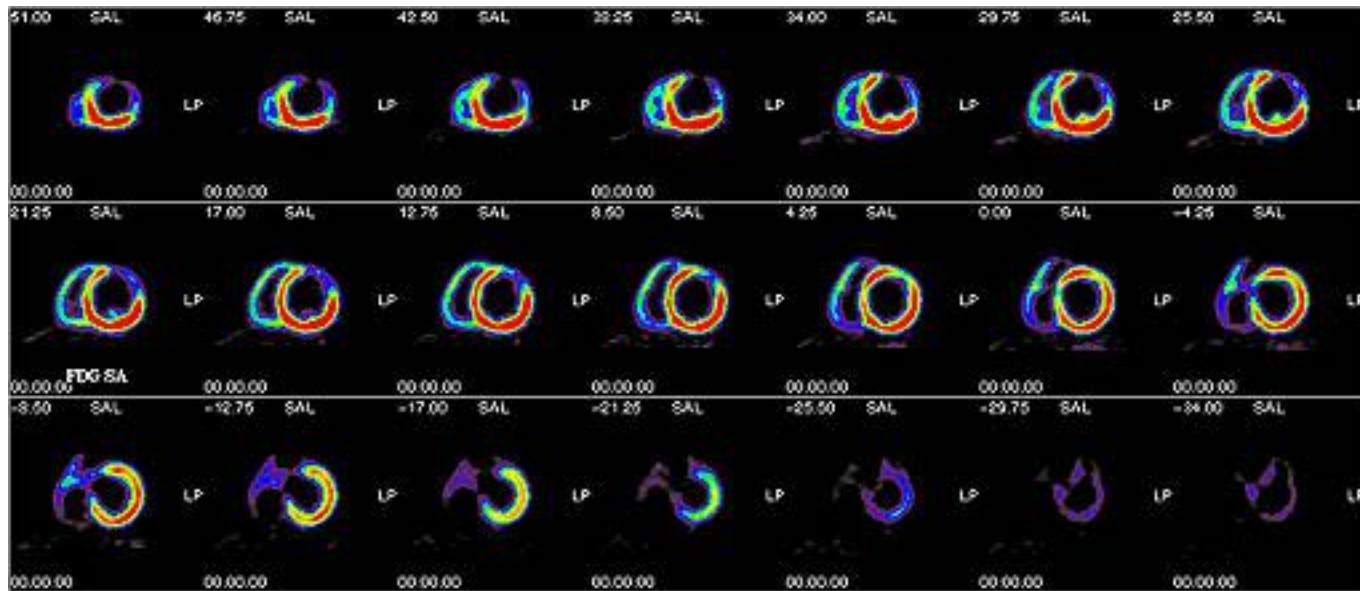 51.00 SAL 46.75 SAL 42.50 SAL 38.25 SAL 34.00 SAL 29.75 SAL 25.50 SAL
LP LP LP LP LP LP
00:00:00 00:00:00 00:00:00 00:00:00 00:00:00 00:00:00 00:00:00
21.25 SAL 17.00 SAL 12.75 SAL 8.50 SAL 4.25 SAL 0.00 SAL -4.25 SAL
LP LP LP LP LP LP
FDG SA
00:00:00 00:00:00 00:00:00 00:00:00 00:00:00 00:00:00 00:00:00
-8.50 SAL -12.75 SAL -17.00 SAL -21.25 SAL -25.50 SAL -29.75 SAL -34.00 SAL
LP LP LP LP LP LP
00:00:00 00:00:00 00:00:00 00:00:00 00:00:00 00:00:00 00:00:00